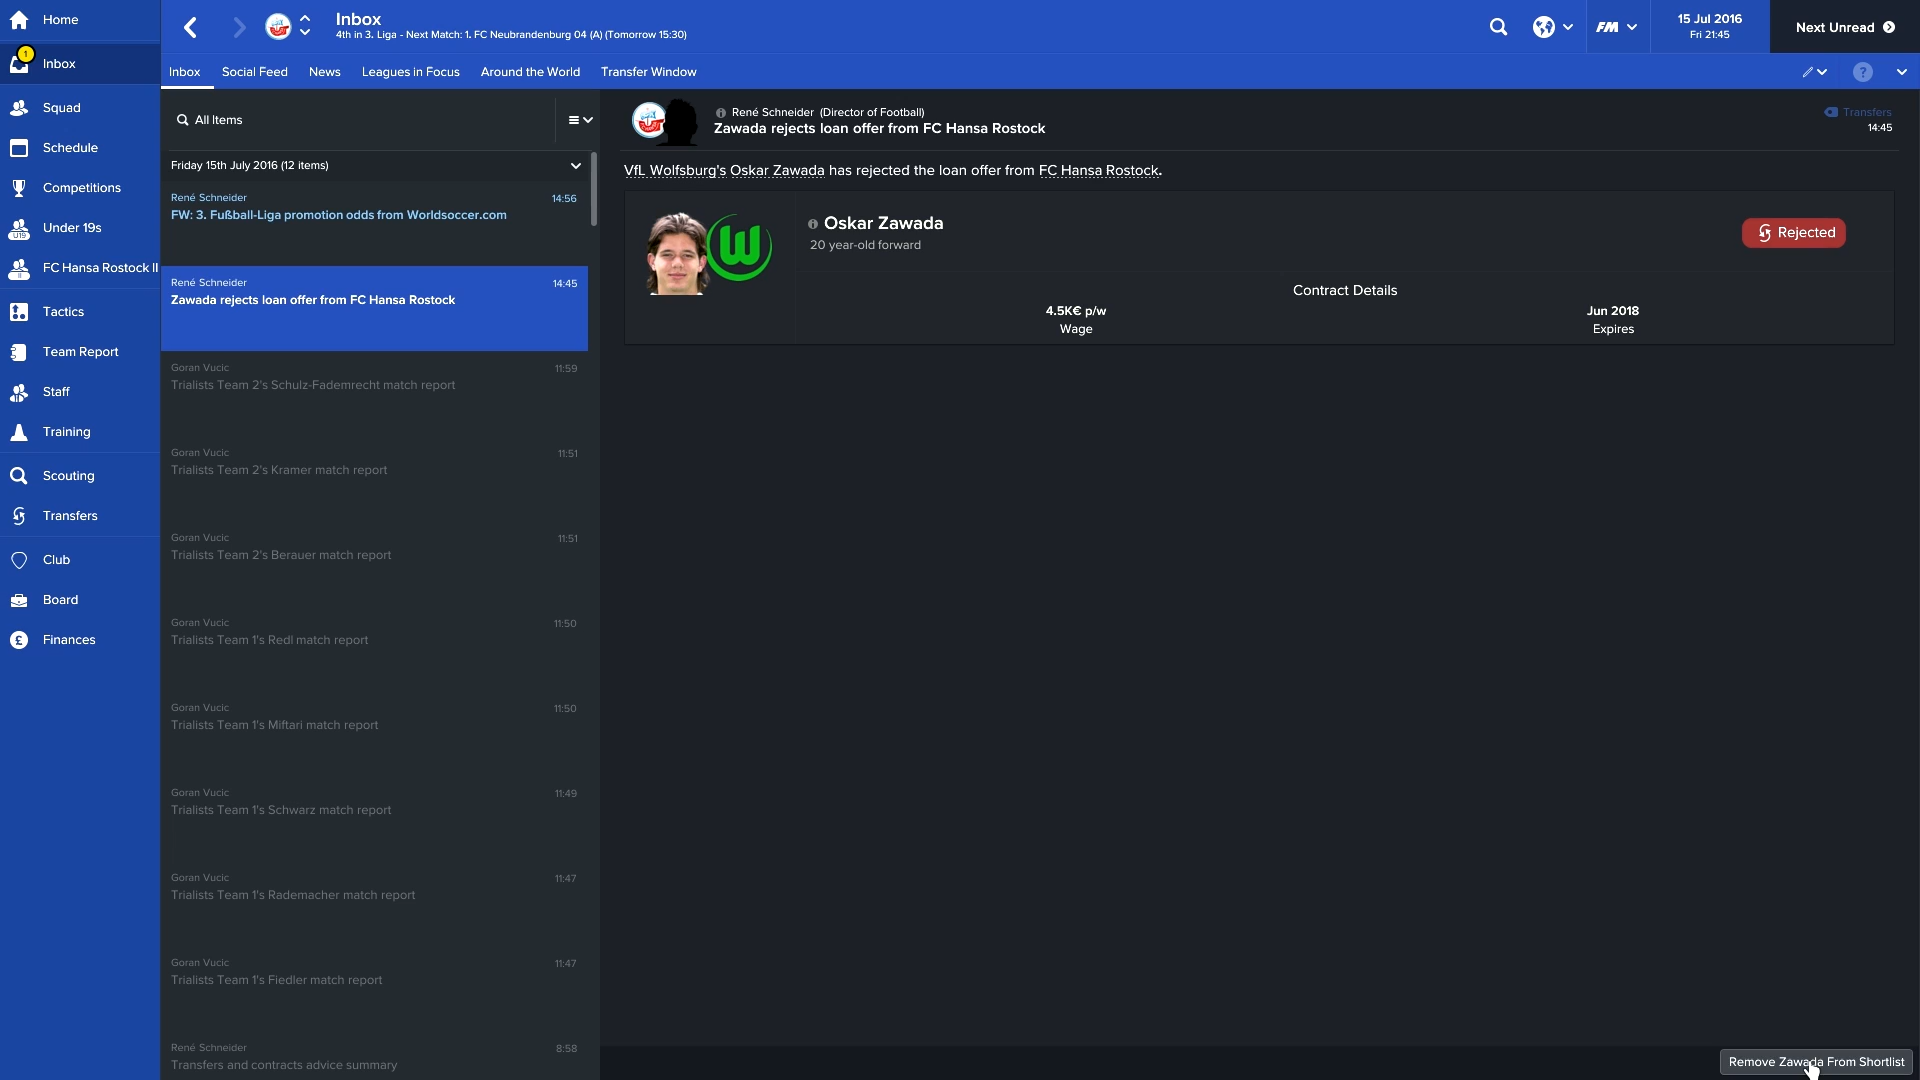 Home
1
Inbox
Squad
Schedule
Competitions
U19
Under 19s
II
FC Hansa Rostock II
Tactics
Team Report
Staff
Training
Scouting
Transfers
Club
Board
£
Finances
Inbox
4th in 3. Liga - Next Match: 1. FC Neubrandenburg 04 (A) (Tomorrow 15:30)
FM
15 Jul 2016
Fri 21:45
Next Unread
Inbox Social Feed News Leagues in Focus Around the World Transfer Window
?
All Items
Friday 15th July 2016 (12 items)
René Schneider 14:56
FW: 3. Fußball-Liga promotion odds from Worldsoccer.com
René Schneider 14:45
Zawada rejects loan offer from FC Hansa Rostock
Goran Vucic 11:59
Trialists Team 2's Schulz-Fademrecht match report
Goran Vucic 11:51
Trialists Team 2's Kramer match report
Goran Vucic 11:51
Trialists Team 2's Berauer match report
Goran Vucic 11:50
Trialists Team 1's Redl match report
Goran Vucic 11:50
Trialists Team 1's Miftari match report
Goran Vucic 11:49
Trialists Team 1's Schwarz match report
Goran Vucic 11:47
Trialists Team 1's Rademacher match report
Goran Vucic 11:47
Trialists Team 1's Fiedler match report
René Schneider 8:58
Transfers and contracts advice summary
René Schneider (Director of Football)
Zawada rejects loan offer from FC Hansa Rostock
Transfers
14:45
VfL Wolfsburg's Oskar Zawada has rejected the loan offer from FC Hansa Rostock.
W
Oskar Zawada
20 year-old forward
Rejected
Contract Details
4.5K€ p/w Jun 2018
Wage Expires
Remove Zawada From Shortlist